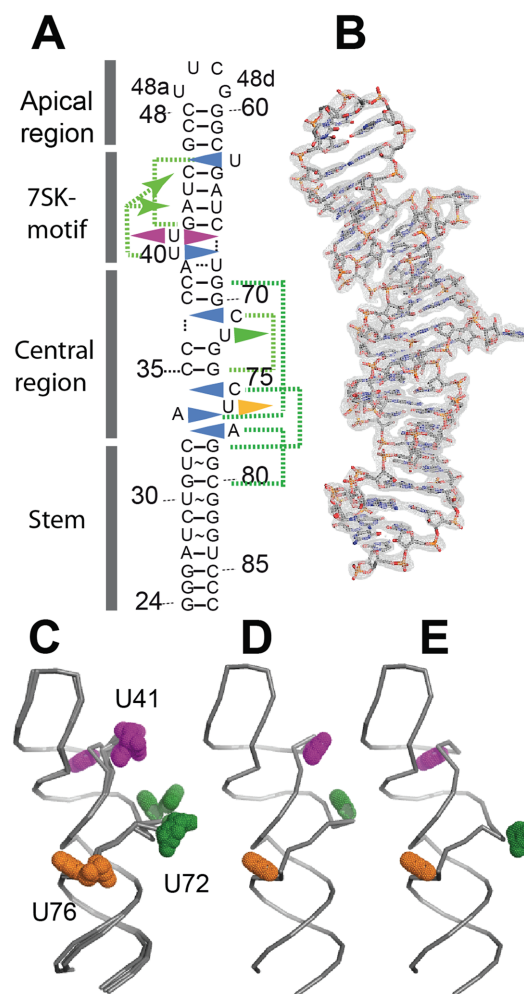 A
B
U C
48a U G 48d
48 C G 60
Apical
region
C G
G C
U
C G
U A
7SK-
motif
A U
G C
U
40 U
A U
C G
C G 70
C
U
Central
region
C G
35 C G 75
C
A U
A
C G
U G
G C 80
30 U G
C G
Stem
U G
A U
G C 85
G C
24 G C
C
D
E
U41
U72
U76